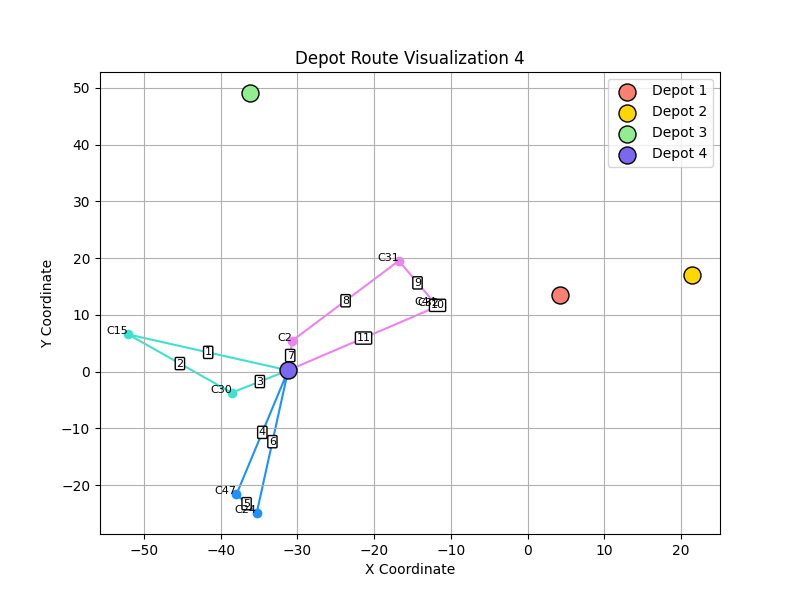 Depot Route Visualization 4
Depot 1
Depot 2
Depot 3
Depot 4
Y Coordinate
50
40
30
20
10
0
−10
−20
C31
9
8
10
11
C2
7
C15
1
2
3
C30
4
6
C47
5
C24
−50
−40
−30
−20
−10
0
10
20
X Coordinate